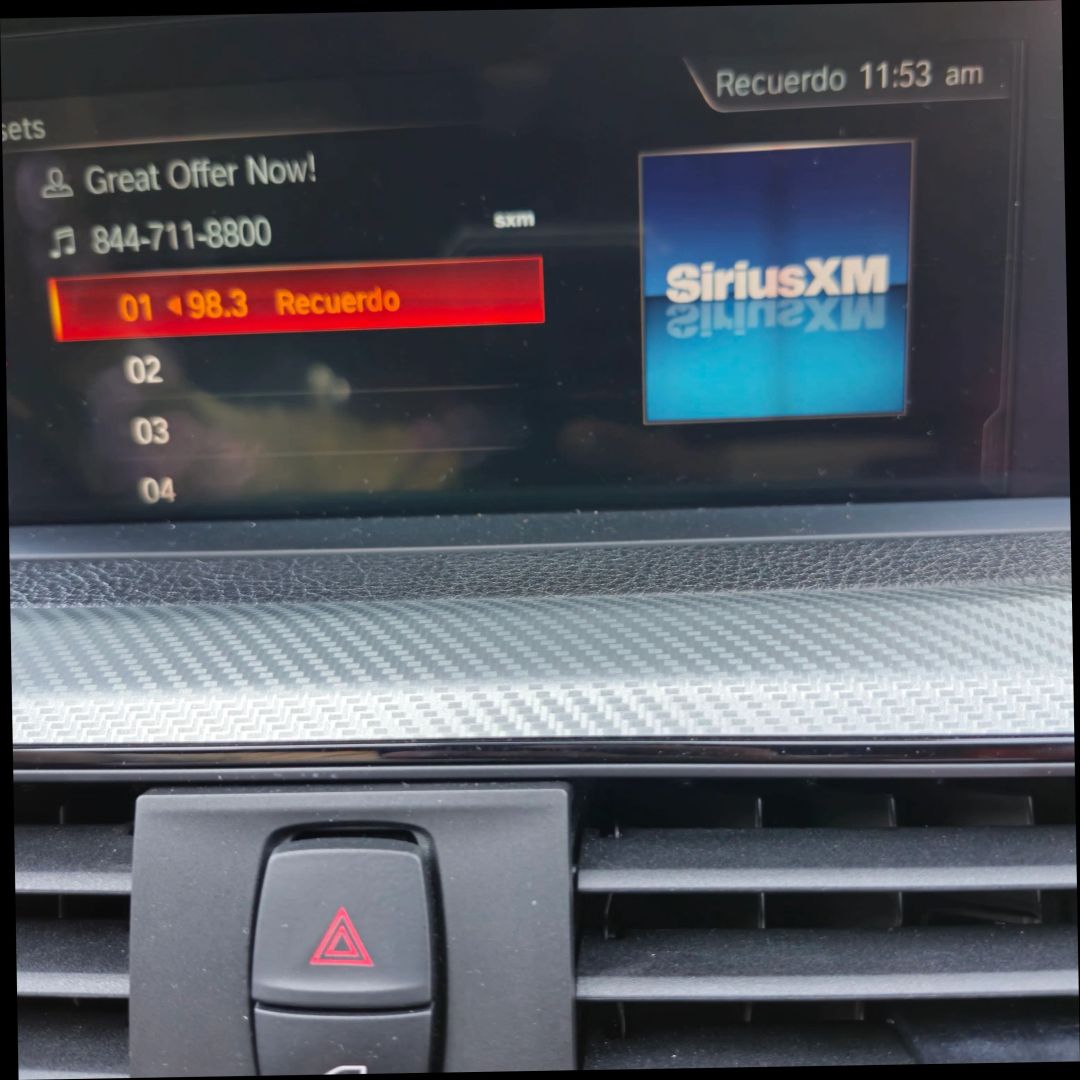 Recuerdo 11:53 am
sets
Great Offer Now!
844-711-8800
sxm
01 ◄ 98.3 Recuerdo
02
03
04
SiriusXM